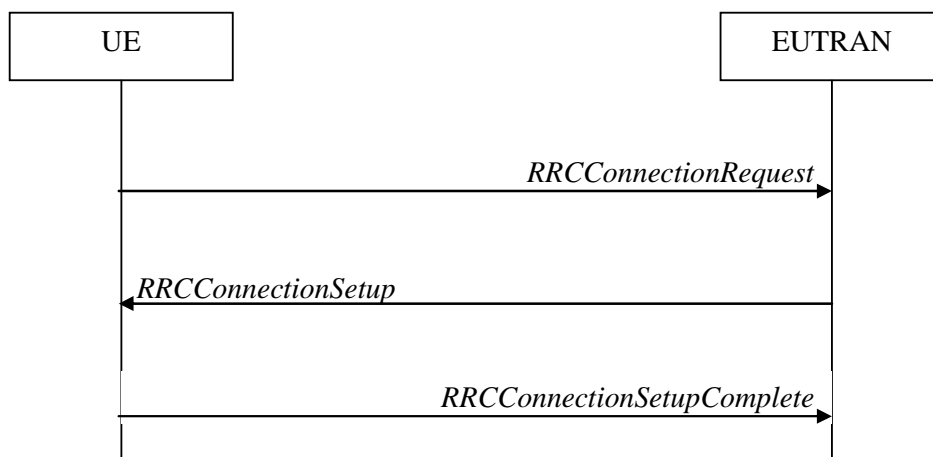 UE
EUTRAN
RRCConnectionRequest
RRCConnectionSetup
RRCConnectionSetupComplete